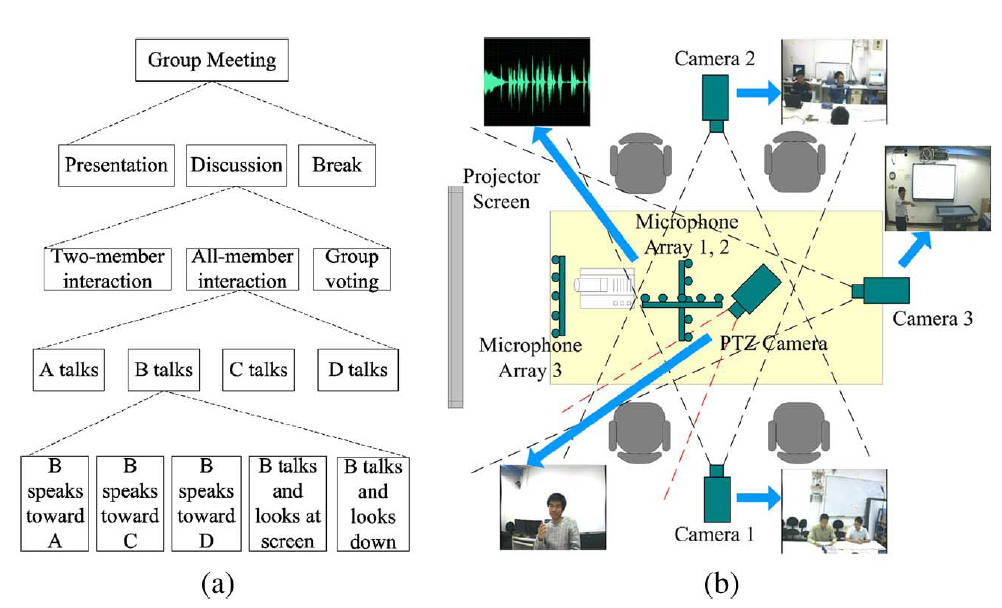 Group Meeting
Presentation
Discussion
Break
Two-member
interaction
All-member
interaction
Group
voting
A talks
B talks
C talks
D talks
B
speaks
toward
A
B
speaks
toward
C
B
speaks
toward
D
B talks
and
looks at
screen
B talks
and
looks
down
(a)
Camera 2
Projector
Screen
Microphone
Array 1, 2
Camera 3
PTZ Camera
Microphone
Array 3
Camera 1
(b)